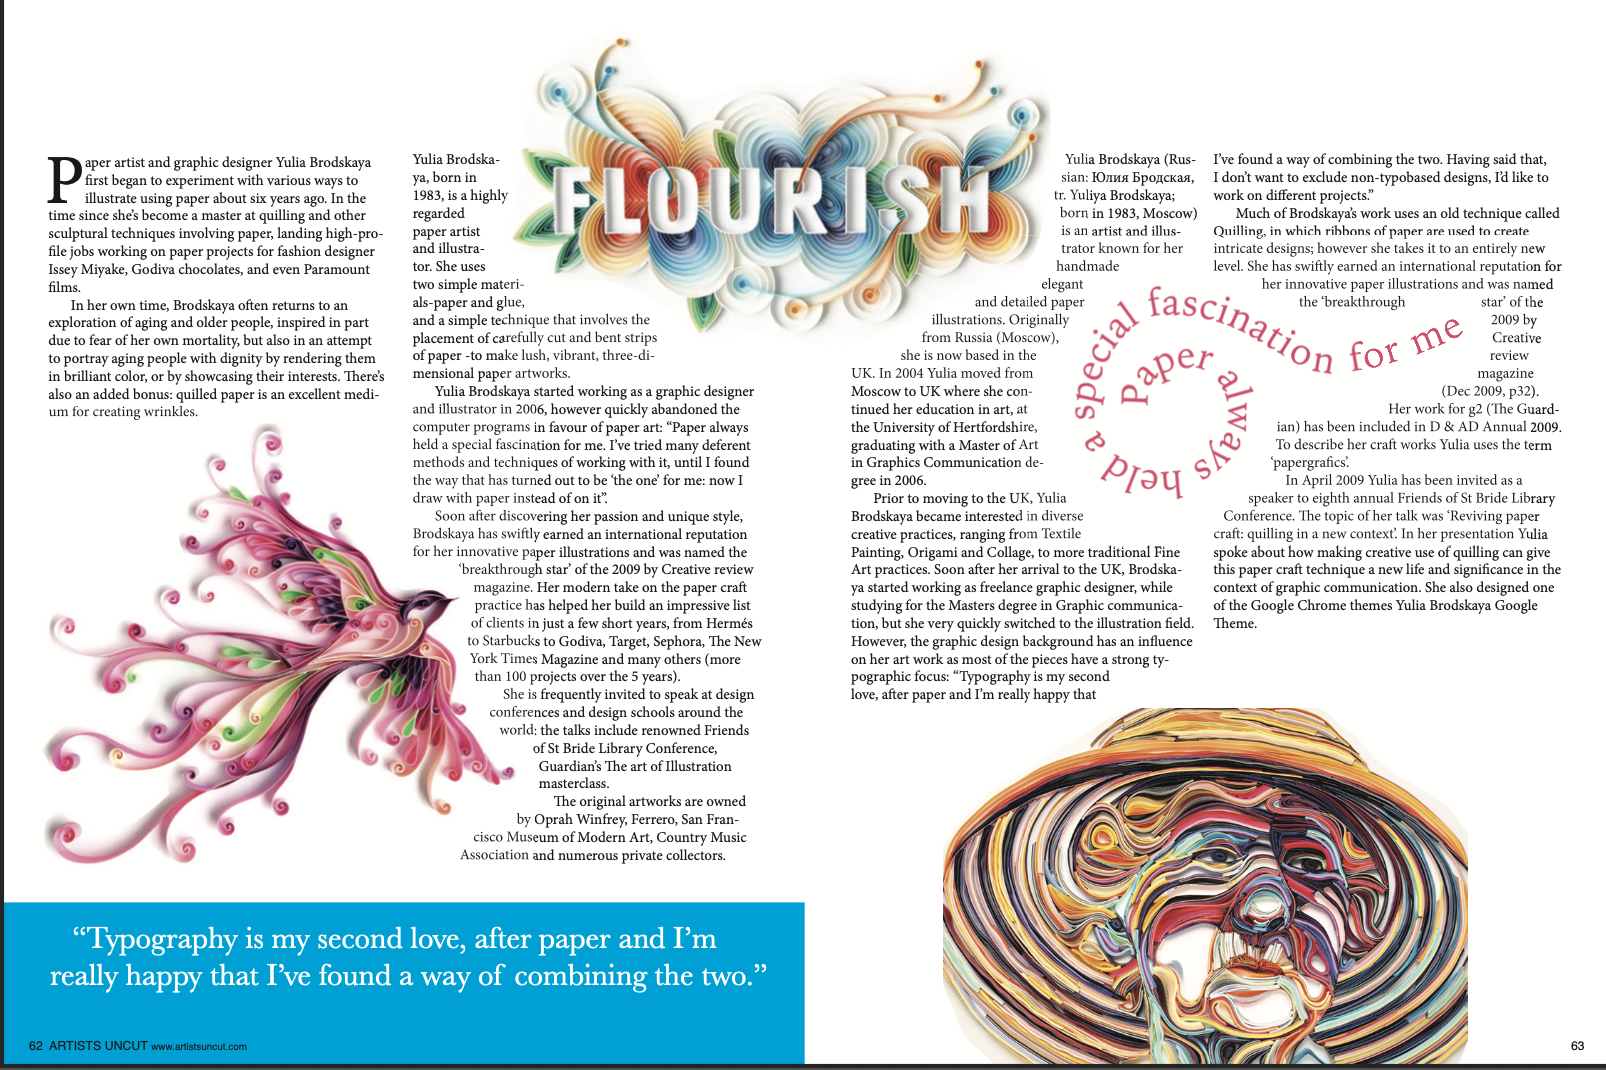 FLOURISH
Paper artist and graphic designer Yulia Brodskaya
first began to experiment with various ways to
illustrate using paper about six years ago. In the
time since she's become a master at quilling and other
sculptural techniques involving paper, landing high-pro-
file jobs working on paper projects for fashion designer
Issey Miyake, Godiva chocolates, and even Paramount
films.
In her own time, Brodskaya often returns to an
exploration of aging and older people, inspired in part
due to fear of her own mortality, but also in an attempt
to portray aging people with dignity by rendering them
in brilliant color, or by showcasing their interests. There's
also an added bonus: quilled paper is an excellent medi-
um for creating wrinkles.
Yulia Brodska-
ya, born in
1983, is a highly
regarded
paper artist
and illustra-
tor. She uses
two simple materi-
als-paper and glue,
and a simple technique that involves the
placement of carefully cut and bent strips
of paper -to make lush, vibrant, three-di-
mensional paper artworks.
Yulia Brodskaya started working as a graphic designer
and illustrator in 2006, however quickly abandoned the
computer programs in favour of paper art: “Paper always
held a special fascination for me. I've tried many deferent
methods and techniques of working with it, until I found
the way that has turned out to be ‘the one’ for me: now I
draw with paper instead of on it”.
Soon after discovering her passion and unique style,
Brodskaya has swiftly earned an international reputation
for her innovative paper illustrations and was named the
‘breakthrough star’ of the 2009 by Creative review
magazine. Her modern take on the paper craft
practice has helped her build an impressive list
of clients in just a few short years, from Hermés
to Starbucks to Godiva, Target, Sephora, The New
York Times Magazine and many others (more
than 100 projects over the 5 years).
She is frequently invited to speak at design
conferences and design schools around the
world: the talks include renowned Friends
of St Bride Library Conference,
Guardian's The art of Illustration
masterclass.
The original artworks are owned
by Oprah Winfrey, Ferrero, San Fran-
cisco Museum of Modern Art, Country Music
Association and numerous private collectors.
“Typography is my second love, after paper and I'm
really happy that I've found a way of combining the two.”
62 ARTISTS UNCUT www.artistsuncut.com
Yulia Brodskaya (Rus-
sian: Юлия Бродская,
tr. Yuliya Brodskaya;
born in 1983, Moscow)
is an artist and illus-
trator known for her
handmade
elegant
and detailed paper
illustrations. Originally
from Russia (Moscow),
she is now based in the
UK. In 2004 Yulia moved from
Moscow to UK where she con-
tinued her education in art, at
the University of Hertfordshire,
graduating with a Master of Art
in Graphics Communication de-
gree in 2006.
Prior to moving to the UK, Yulia
Brodskaya became interested in diverse
creative practices, ranging from Textile
Painting, Origami and Collage, to more traditional Fine
Art practices. Soon after her arrival to the UK, Brodska-
ya started working as freelance graphic designer, while
studying for the Masters degree in Graphic communica-
tion, but she very quickly switched to the illustration field.
However, the graphic design background has an influence
on her art work as most of the pieces have a strong ty-
pographic focus: “Typography is my second
love, after paper and I'm really happy that
Paper always held a special fascination for me
I've found a way of combining the two. Having said that,
I don't want to exclude non-typobased designs, I'd like to
work on different projects.”
Much of Brodskaya's work uses an old technique called
Quilling, in which ribbons of paper are used to create
intricate designs; however she takes it to an entirely new
level. She has swiftly earned an international reputation for
her innovative paper illustrations and was named
the ‘breakthrough star’ of the
2009 by
Creative
review
magazine
(Dec 2009, p32).
Her work for g2 (The Guard-
ian) has been included in D & AD Annual 2009.
To describe her craft works Yulia uses the term
‘papergrafics’.
In April 2009 Yulia has been invited as a
speaker to eighth annual Friends of St Bride Library
Conference. The topic of her talk was ‘Reviving paper
craft: quilling in a new context’. In her presentation Yulia
spoke about how making creative use of quilling can give
this paper craft technique a new life and significance in the
context of graphic communication. She also designed one
of the Google Chrome themes Yulia Brodskaya Google
Theme.
63